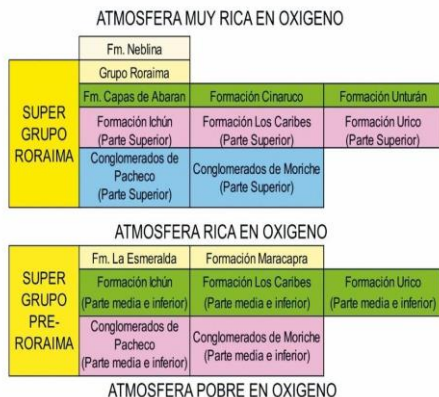 ATMOSFERA MUY RICA EN OXIGENO
Fm. Neblina
Grupo Roraima
SUPER
GRUPO
RORAIMA
Fm. Capas de Abaran
Formación Cinaruco
Formación Unturán
Formación Ichún
(Parte Superior)
Formación Los Caribes
(Parte Superior)
Formación Urico
(Parte Superior)
Conglomerados de
Pacheco
(Parte Superior)
Conglomerados de Moriche
(Parte Superior)
ATMOSFERA RICA EN OXIGENO
SUPER
GRUPO
PRE-
RORAIMA
Fm. La Esmeralda
Formación Maracapra
Formación Ichún
(Parte media e inferior)
Formación Los Caribes
(Parte media e inferior)
Formación Urico
(Parte media e inferior)
Conglomerados de
Pacheco
(Parte media e inferior)
Conglomerados de Moriche
(Parte media e inferior)
ATMOSFERA POBRE EN OXIGENO